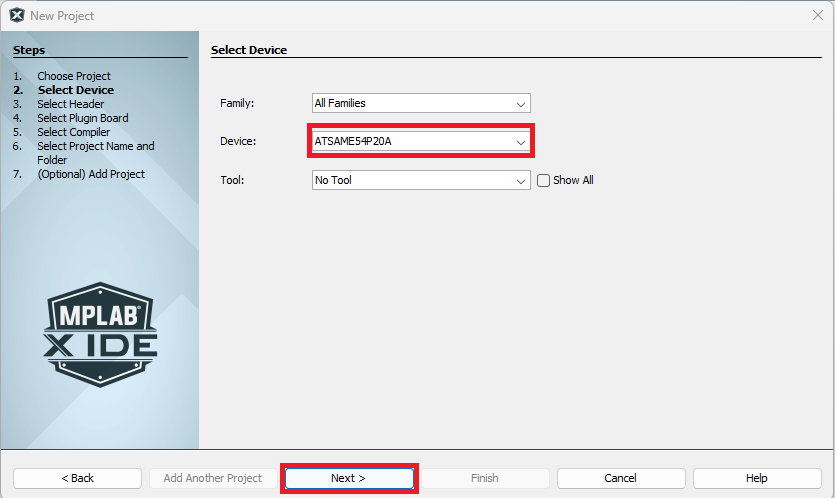 New Project
Steps
1. Choose Project
2. Select Device
3. Select Header
4. Select Plugin Board
5. Select Compiler
6. Select Project Name and
Folder
7. (Optional) Add Project
MPLAB®
X IDE
Select Device
Family: All Families
Device: ATSAME54P20A
Tool: No Tool Show All
< Back Add Another Project Next > Finish Cancel Help